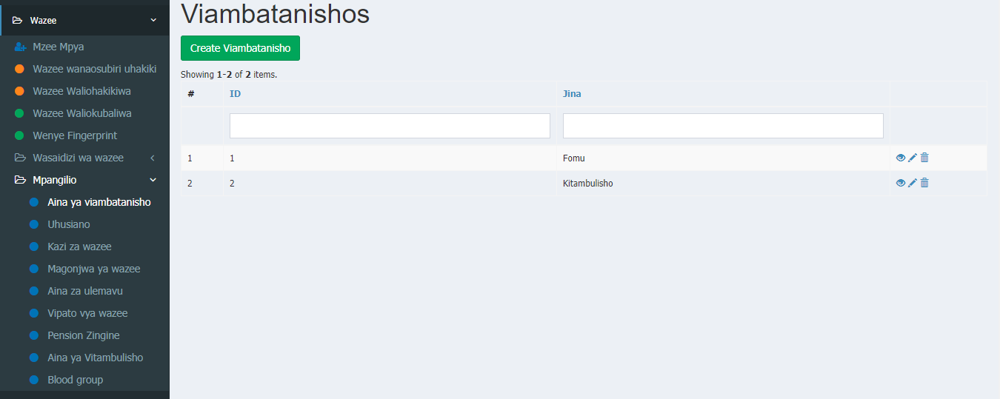 Wazee
Mzee Mpya
Wazee wanaosubiri uhakiki
Wazee Waliohakikiwa
Wazee Waliokubaliwa
Wenye Fingerprint
Wasaidizi wa wazee
Mpangilio
Aina ya viambatanisho
Uhusiano
Kazi za wazee
Magonjwa ya wazee
Aina za ulemavu
Vipato vya wazee
Pension Zingine
Aina ya Vitambulisho
Blood group
Viambatanishos
Create Viambatanisho
Showing 1-2 of 2 items.
# ID Jina
1 1 Fomu
2 2 Kitambulisho